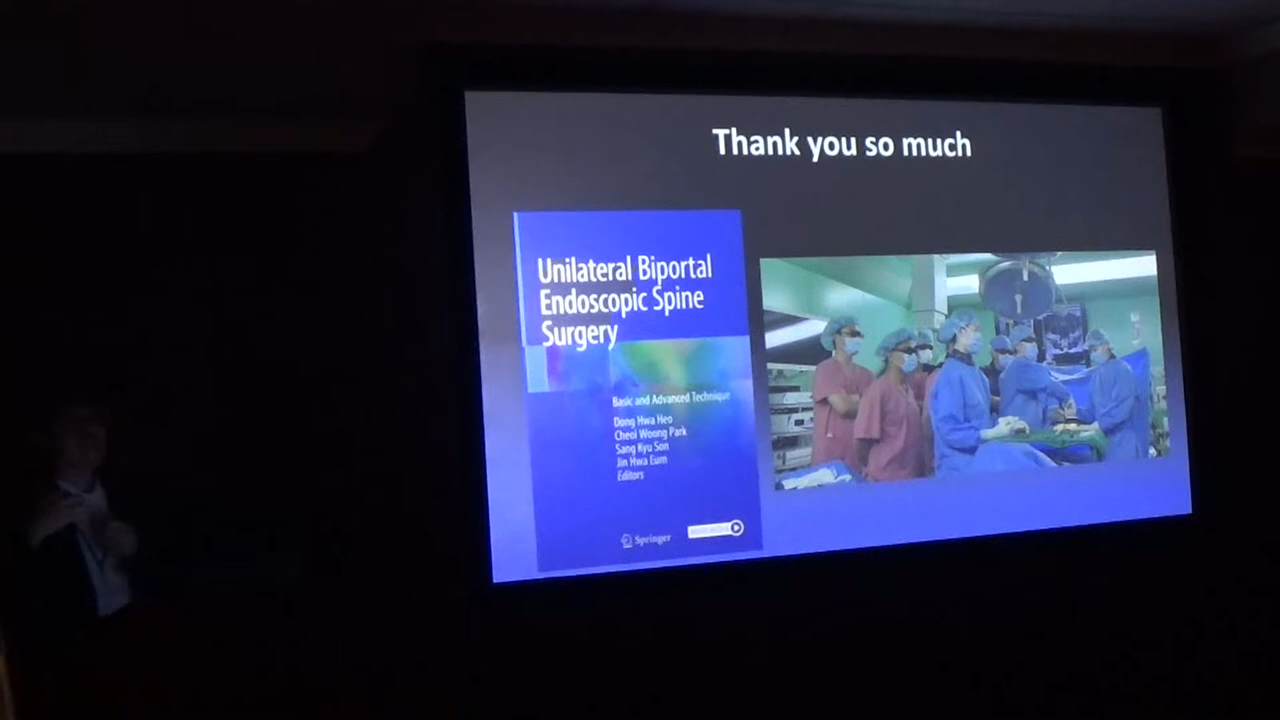 Thank you so much
Unilateral Biportal
Endoscopic Spine
Surgery
Basic and Advanced Technique
Dong Hwa Heo
Cheol Woong Park
Sang Kyu Son
Jin Hwa Eum
Editors
Springer